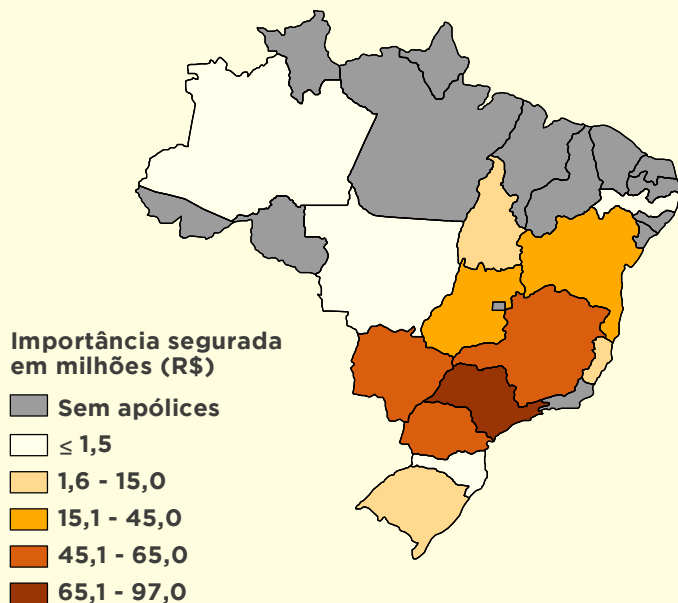 Importância segurada
em milhões (R$)
Sem apólices
≤ 1,5
1,6 - 15,0
15,1 - 45,0
45,1 - 65,0
65,1 - 97,0